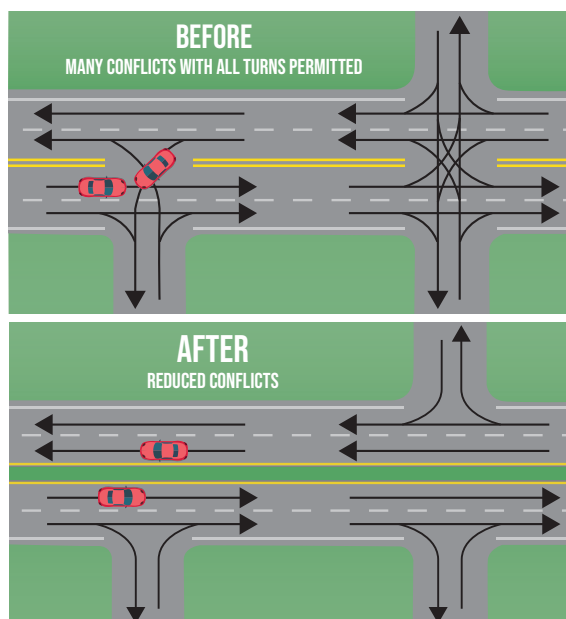 BEFORE
MANY CONFLICTS WITH ALL TURNS PERMITTED
AFTER
REDUCED CONFLICTS